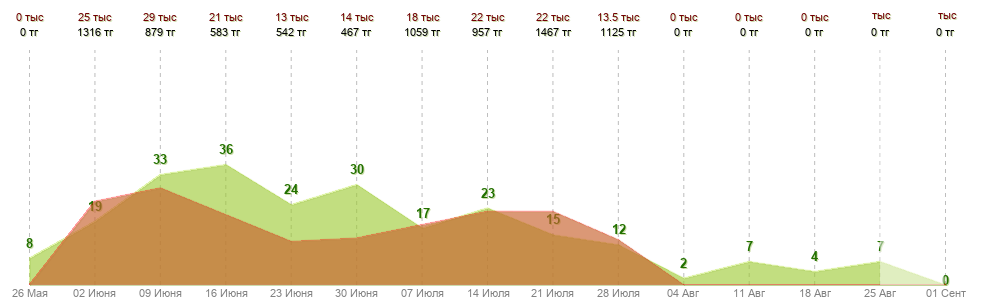 0 тыс 25 тыс 29 тыс 21 тыс 13 тыс 14 тыс 18 тыс 22 тыс 22 тыс 13.5 тыс 0 тыс 0 тыс 0 тыс тыс тыс
0 тг 1316 тг 879 тг 583 тг 542 тг 467 тг 1059 тг 957 тг 1467 тг 1125 тг 0 тг 0 тг 0 тг 0 тг 0 тг
8 19 33 36 24 30 17 23 15 12 2 7 4 7 0
26 Мая 02 Июня 09 Июня 16 Июня 23 Июня 30 Июня 07 Июля 14 Июля 21 Июля 28 Июля 04 Авг 11 Авг 18 Авг 25 Авг 01 Сент